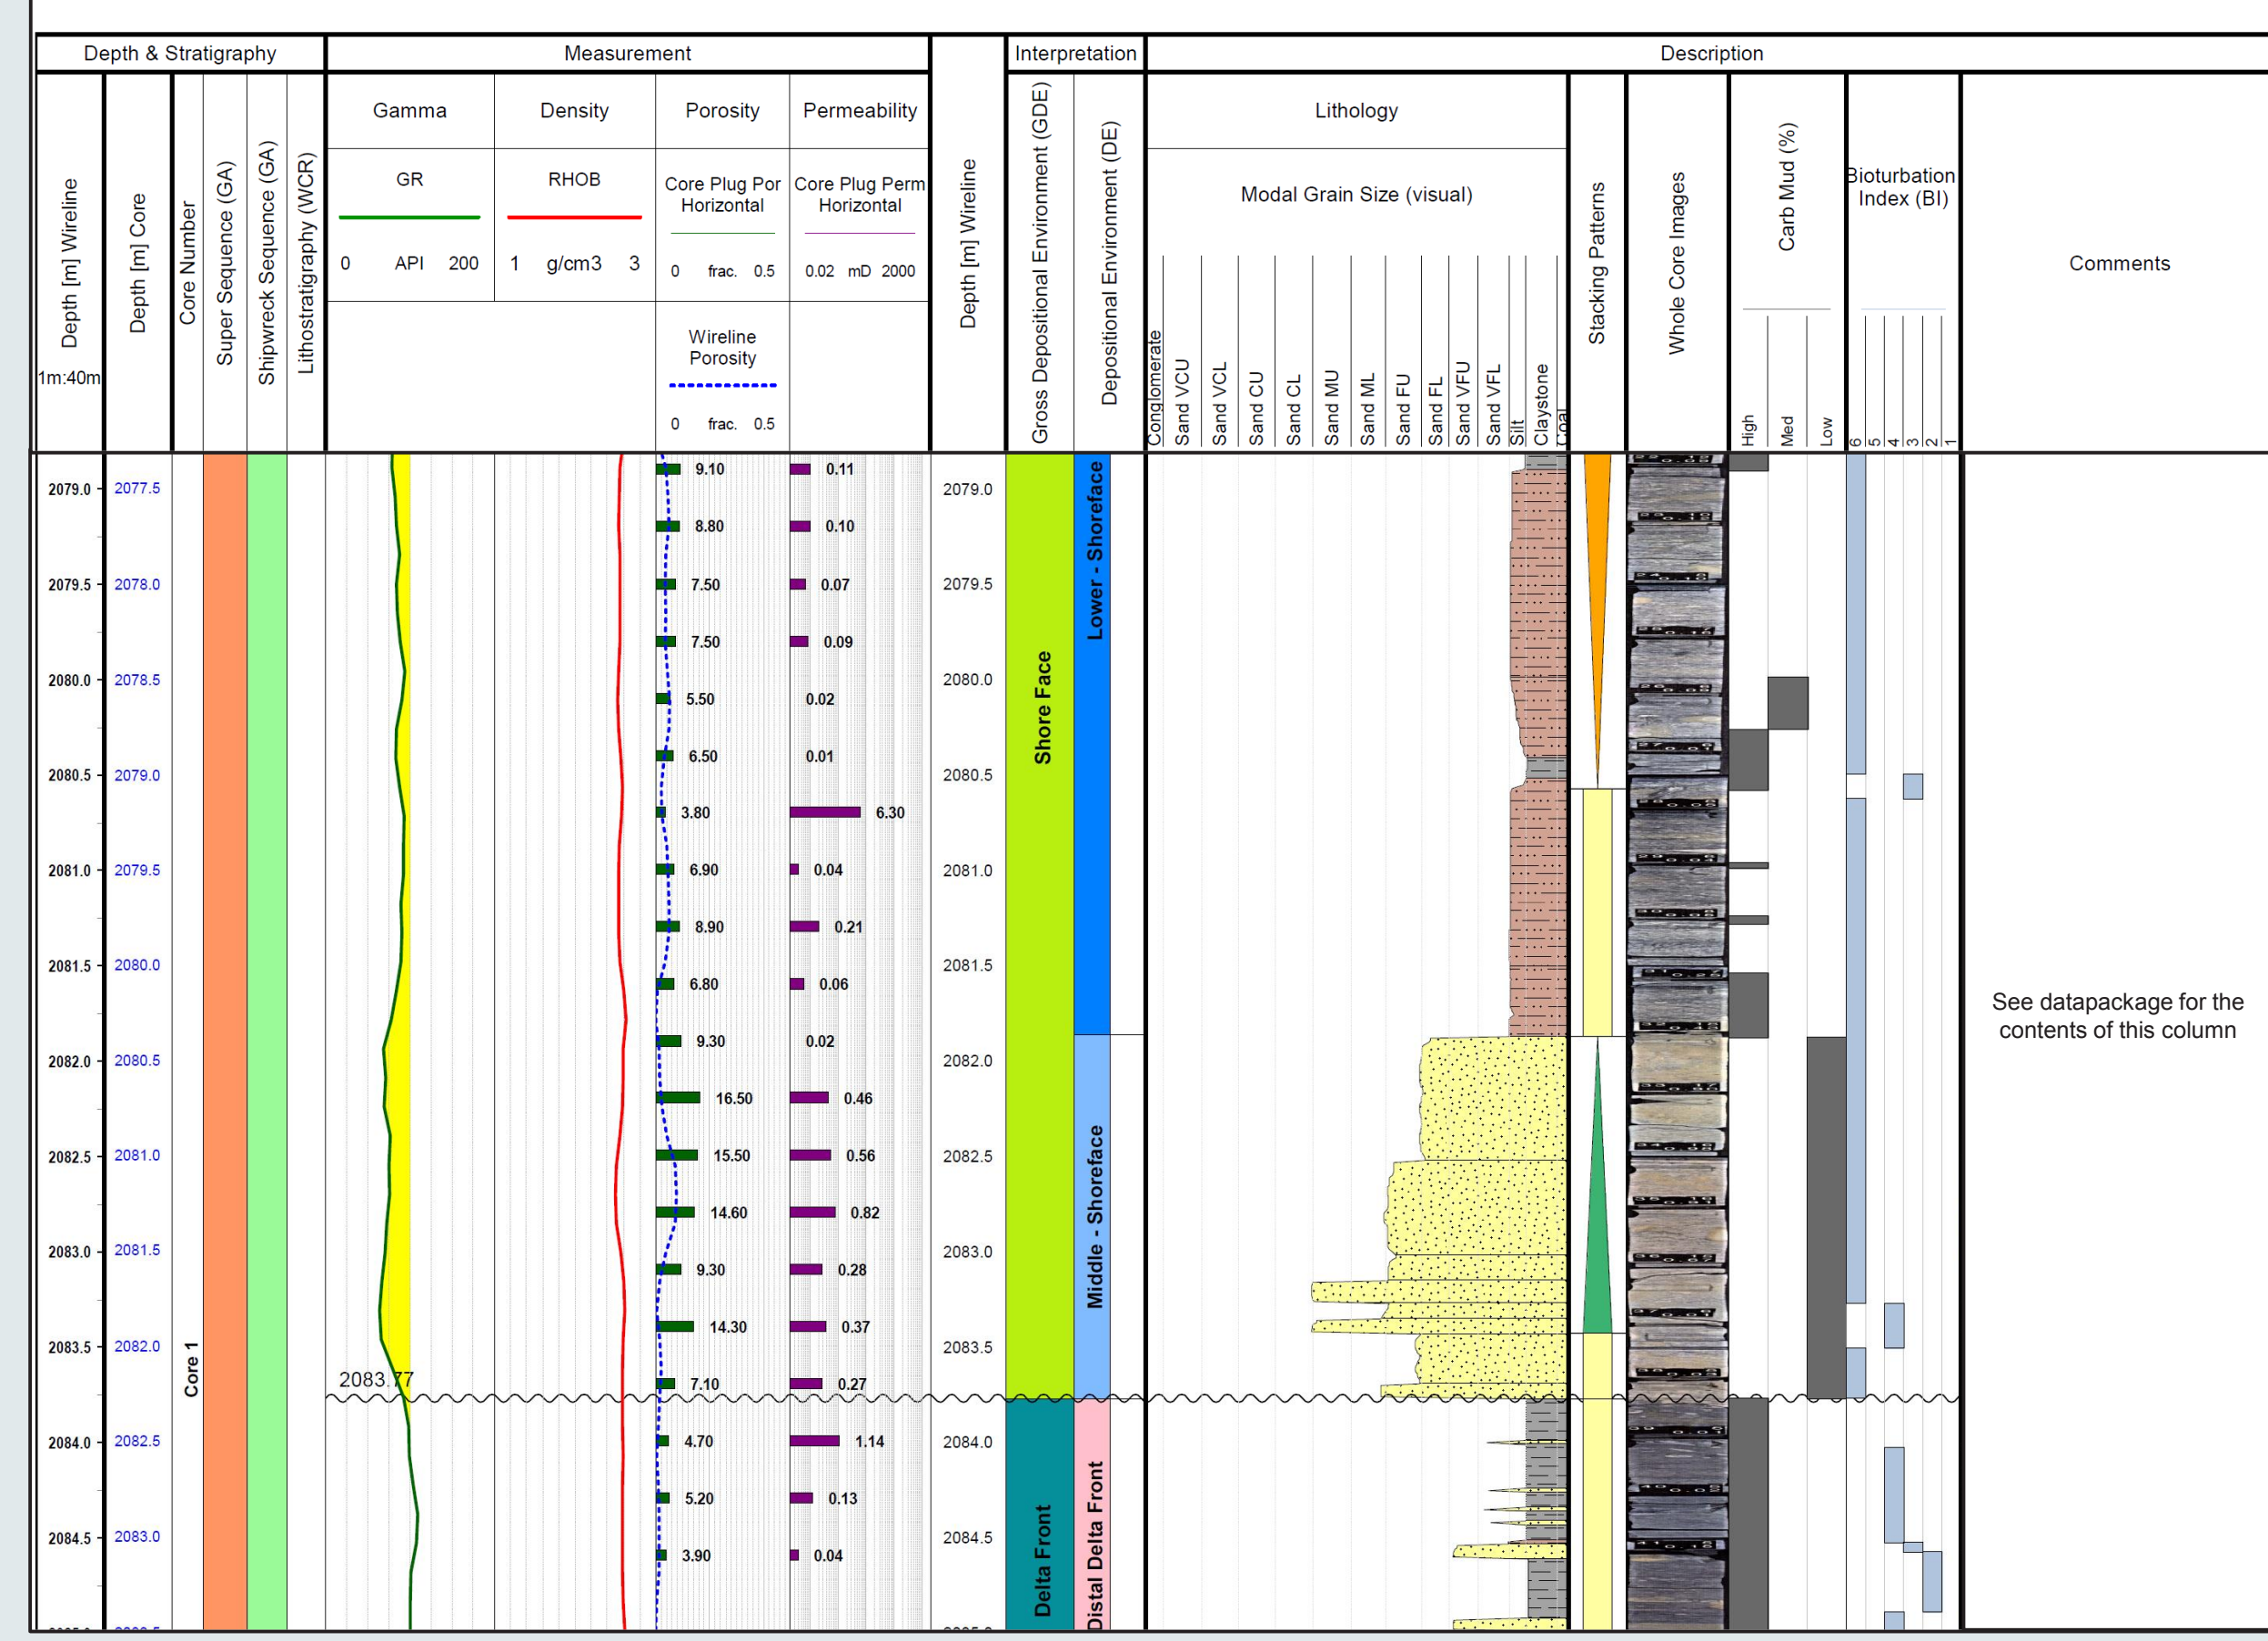 Depth & Stratigraphy
Measurement
Interpretation
Description
Depth [m] Wireline
1m:40m
Depth [m] Core
Core Number
Super Sequence (GA)
Shipwreck Sequence (GA)
Lithostratigraphy (WCR)
Gamma
GR
0 API 200
Density
RHOB
1 g/cm3 3
Porosity
Core Plug Por
Horizontal
0 frac. 0.5
Wireline
Porosity
0 frac. 0.5
Permeability
Core Plug Perm
Horizontal
0.02 mD 2000
Depth [m] Wireline
Gross Depositional Environment (GDE)
Depositional Environment (DE)
Lithology
Modal Grain Size (visual)
Conglomerate
Sand VCU
Sand VCL
Sand CU
Sand CL
Sand MU
Sand ML
Sand FU
Sand FL
Sand VFU
Sand VFL
Silt
Claystone
Coal
Stacking Patterns
Whole Core Images
Carb Mud (%)
High
Med
Low
Bioturbation
Index (BI)
6
5
4
3
2
1
Comments
2079.0
2079.5
2080.0
2080.5
2081.0
2081.5
2082.0
2082.5
2083.0
2083.5
2084.0
2084.5
2077.5
2078.0
2078.5
2079.0
2079.5
2080.0
2080.5
2081.0
2081.5
2082.0
2082.5
2083.0
Core 1
2083.77
9.10
8.80
7.50
7.50
5.50
6.50
3.80
6.90
8.90
6.80
9.30
16.50
15.50
14.60
9.30
14.30
7.10
4.70
5.20
3.90
0.11
0.10
0.07
0.09
0.02
0.01
6.30
0.04
0.21
0.06
0.02
0.46
0.56
0.82
0.28
0.37
0.27
1.14
0.13
0.04
2079.0
2079.5
2080.0
2080.5
2081.0
2081.5
2082.0
2082.5
2083.0
2083.5
2084.0
2084.5
Shore Face
Delta Front
Lower - Shoreface
Middle - Shoreface
Distal Delta Front
See datapackage for the
contents of this column